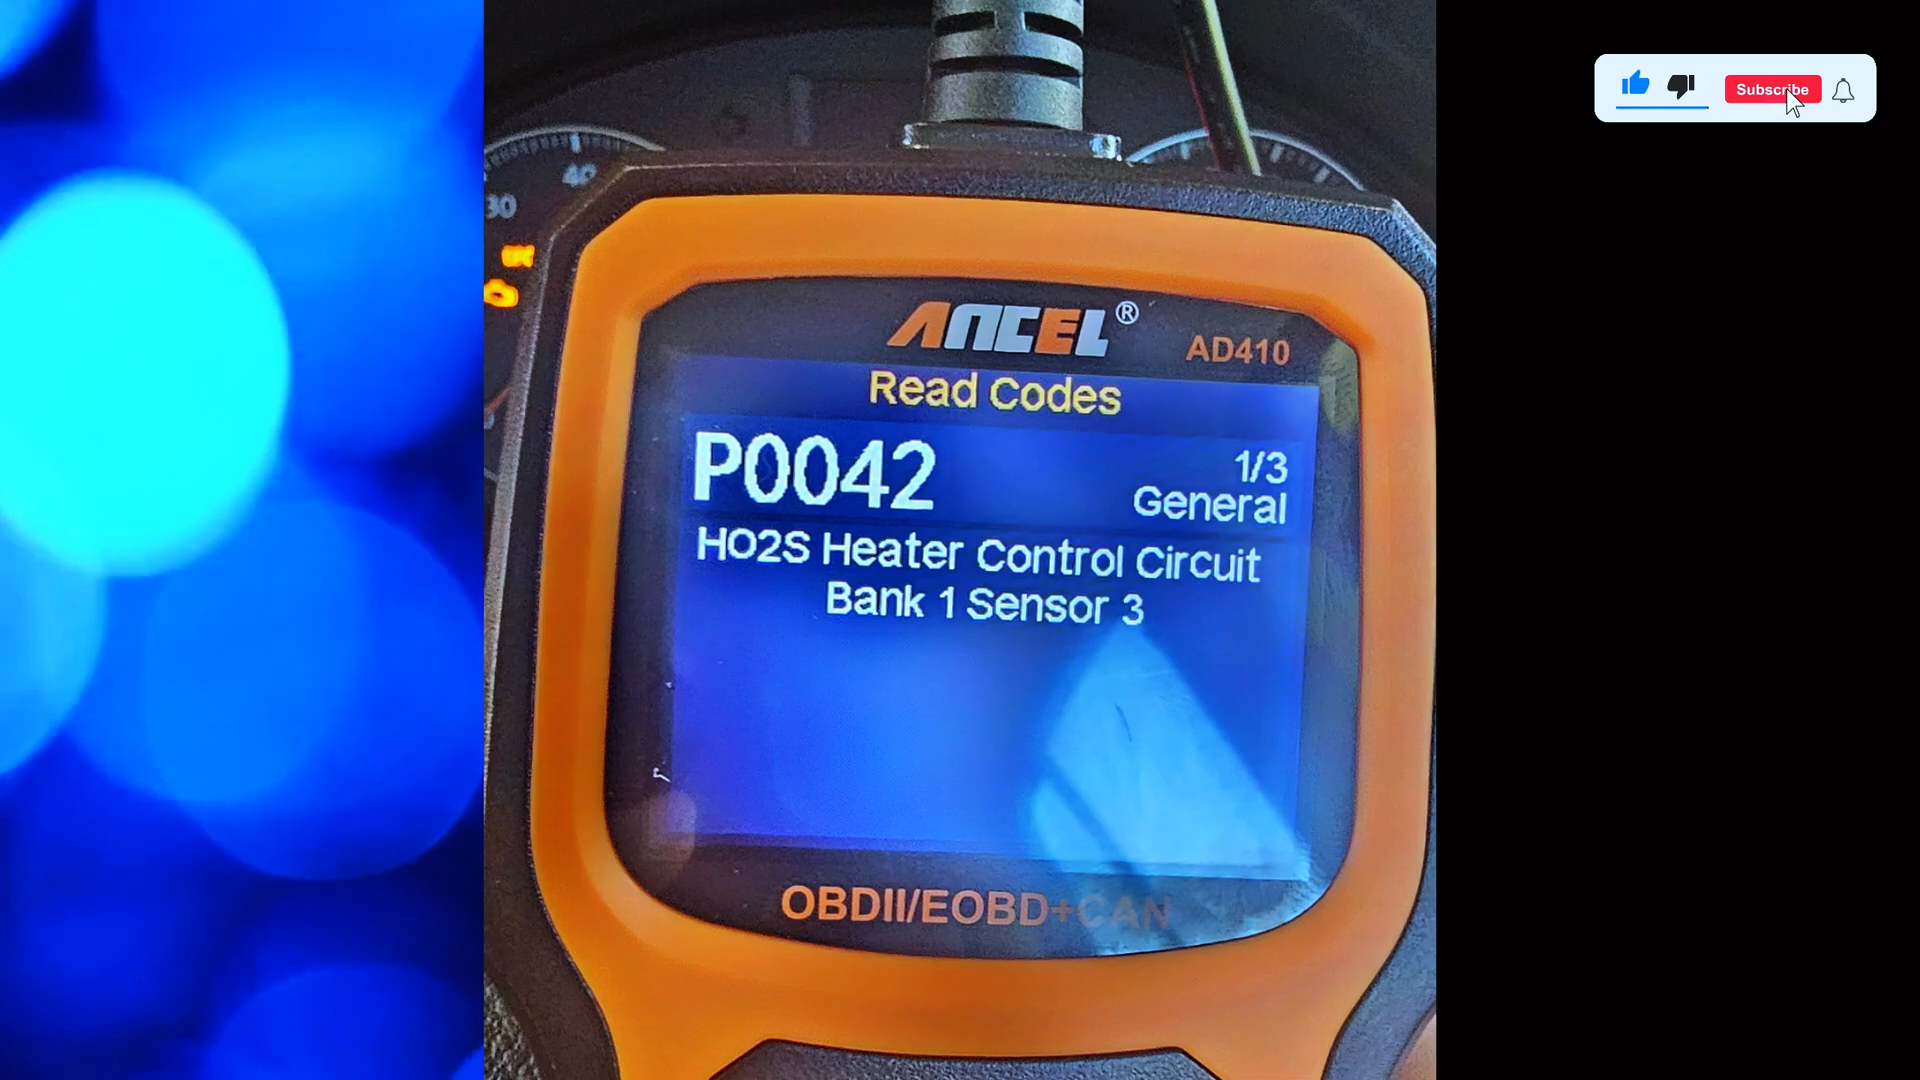 40
30
ANCEL®
AD410
Read Codes
P0042
1/3
General
HO2S Heater Control Circuit
Bank 1 Sensor 3
OBDII/EOBD+CAN
Subscribe